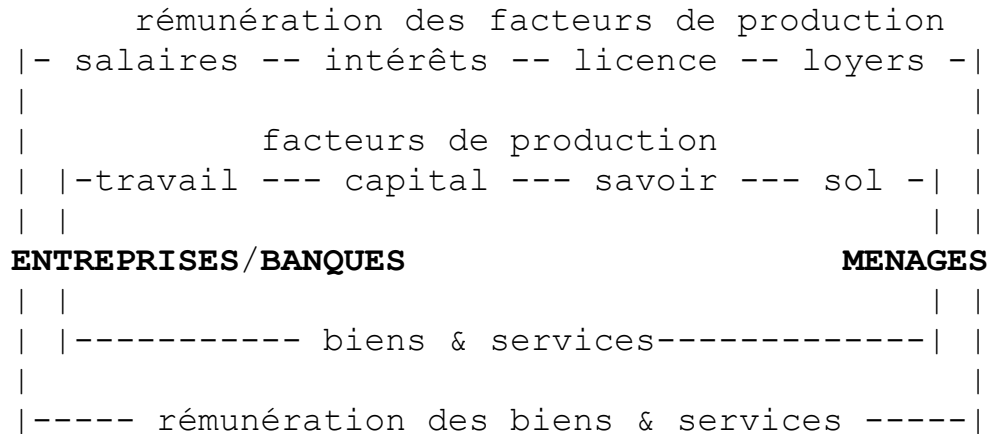 rémunération des facteurs de production
|- salaires -- intérêts -- licence -- loyers -|
facteurs de production
|-travail --- capital --- savoir --- sol -|
ENTREPRISES/BANQUES MENAGES
|----------- biens & services-------------|
|----- rémunération des biens & services -----|